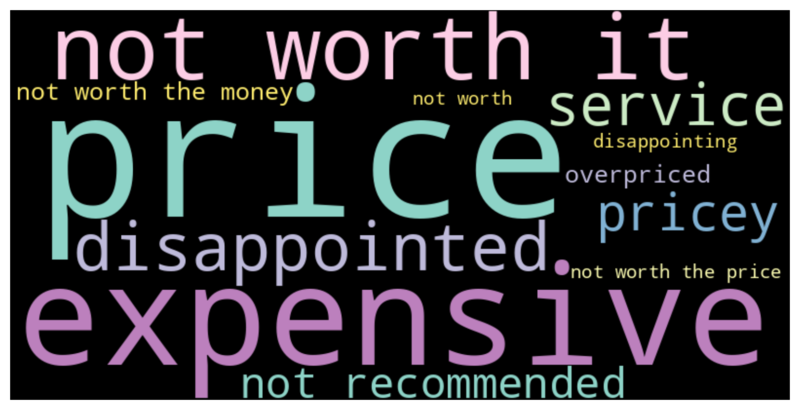 not worth it
not worth the money
not worth
service
price
disappointing
overpriced
pricey
disappointed
not worth the price
expensive
not recommended